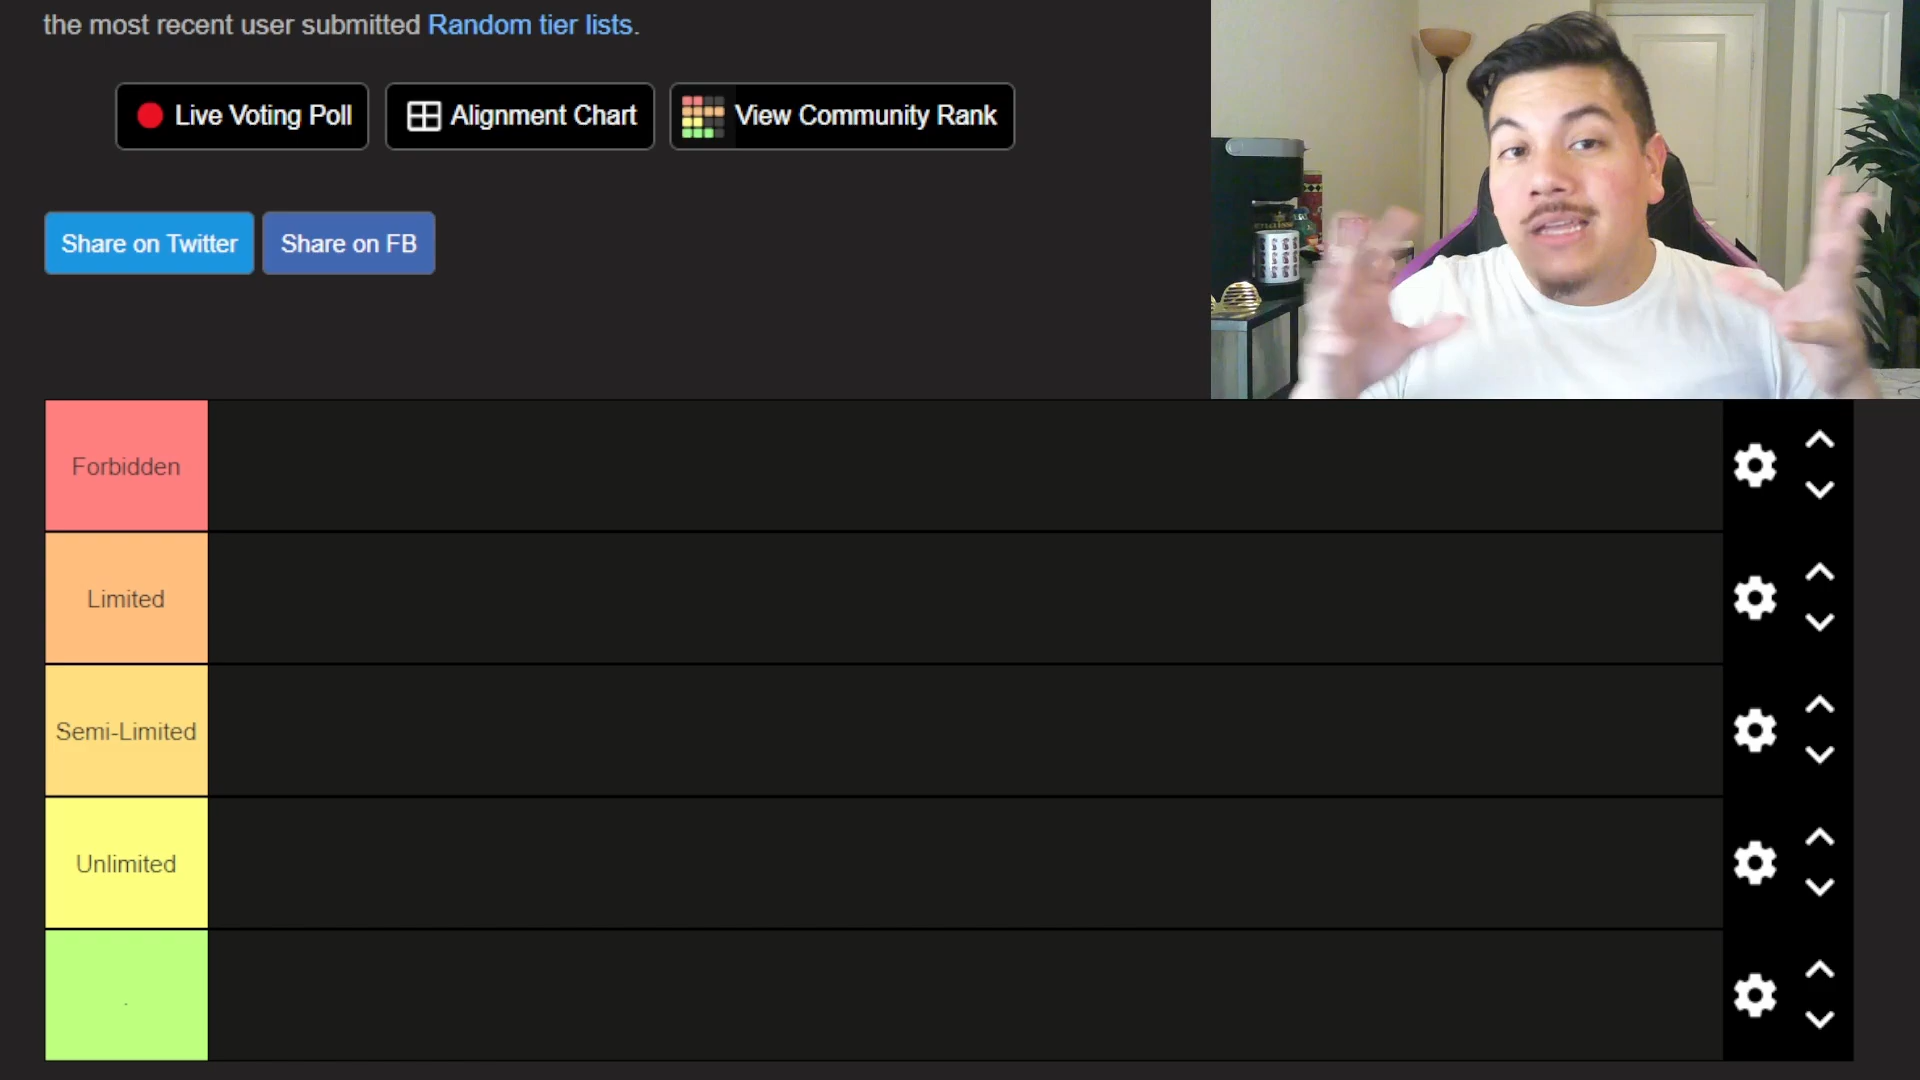 the most recent user submitted Random tier lists.
Live Voting Poll
Alignment Chart
View Community Rank
Share on Twitter
Share on FB
Forbidden
Limited
Semi-Limited
Unlimited
.